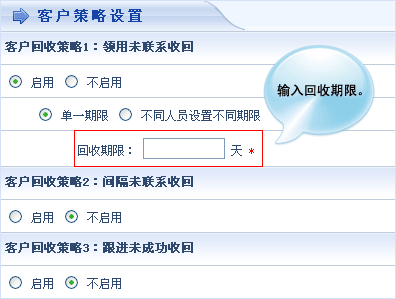 客户策略设置
客户回收策略1：领用未联系收回
启用 不启用
单一期限 不同人员设置不同期限
输入回收期限。
回收期限： 天 *
客户回收策略2：间隔未联系收回
启用 不启用
客户回收策略3：跟进未成功收回
启用 不启用